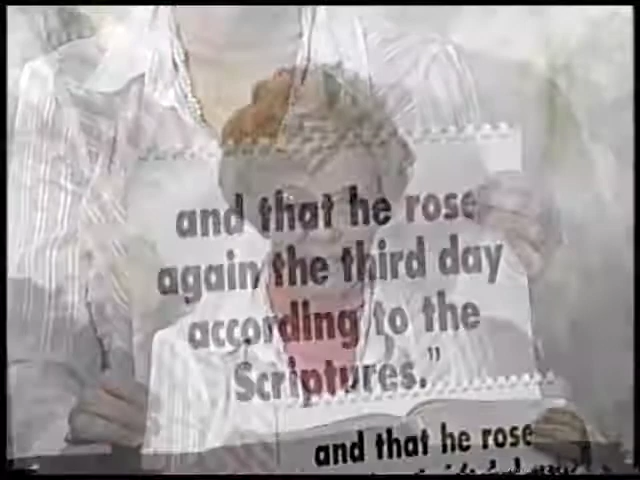 and that he rose
again the third day
according to the
Scriptures."
and that he rose